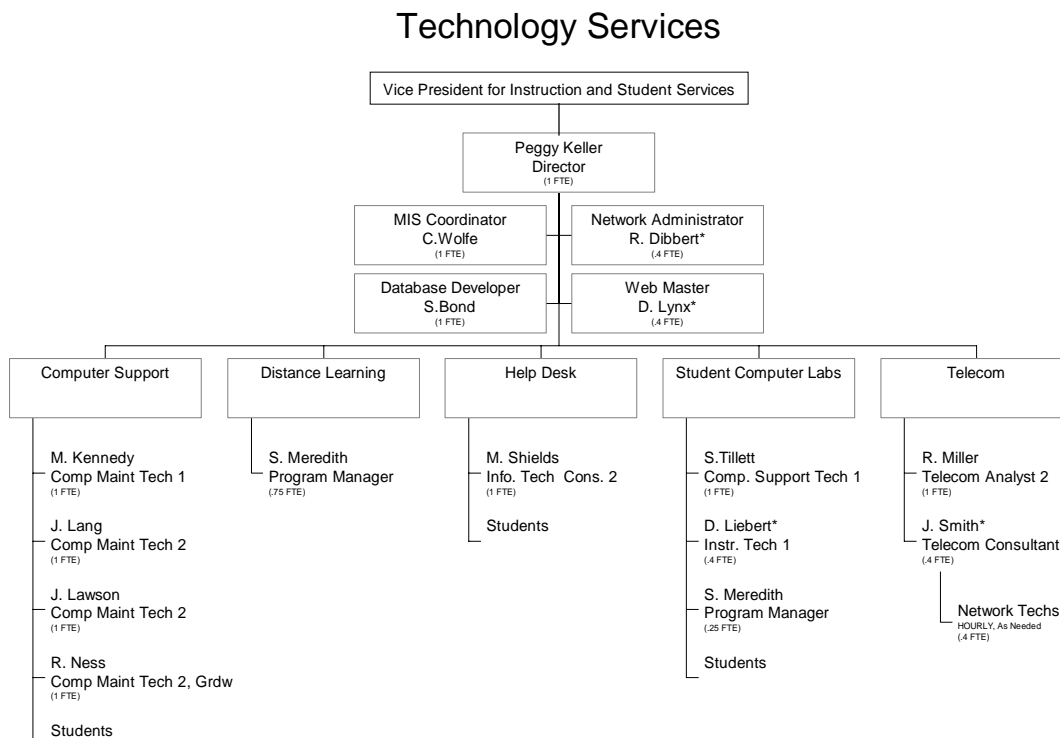 Technology Services
Vice President for Instruction and Student Services
Peggy Keller
Director
(1 FTE)
MIS Coordinator
C.Wolfe
(1 FTE)
Network Administrator
R. Dibbert*
(.4 FTE)
Database Developer
S.Bond
(1 FTE)
Web Master
D. Lynx*
(.4 FTE)
Computer Support
M. Kennedy
Comp Maint Tech 1
(1 FTE)
J. Lang
Comp Maint Tech 2
(1 FTE)
J. Lawson
Comp Maint Tech 2
(1 FTE)
R. Ness
Comp Maint Tech 2, Grdw
(1 FTE)
Students
Distance Learning
S. Meredith
Program Manager
(.75 FTE)
Help Desk
M. Shields
Info. Tech Cons. 2
(1 FTE)
Students
Student Computer Labs
S.Tillett
Comp. Support Tech 1
(1 FTE)
D. Liebert*
Instr. Tech 1
(.4 FTE)
S. Meredith
Program Manager
(.25 FTE)
Students
Telecom
R. Miller
Telecom Analyst 2
(1 FTE)
J. Smith*
Telecom Consultant
(.4 FTE)
Network Techs
HOURLY, As Needed
(.4 FTE)